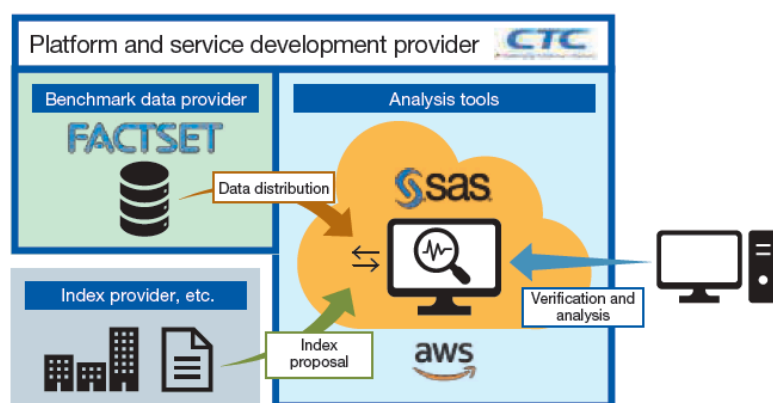 Platform and service development provider
CTC
Benchmark data provider
FACTSET
Analysis tools
Data distribution
sas
Index provider, etc.
Verification and
analysis
Index
proposal
aws